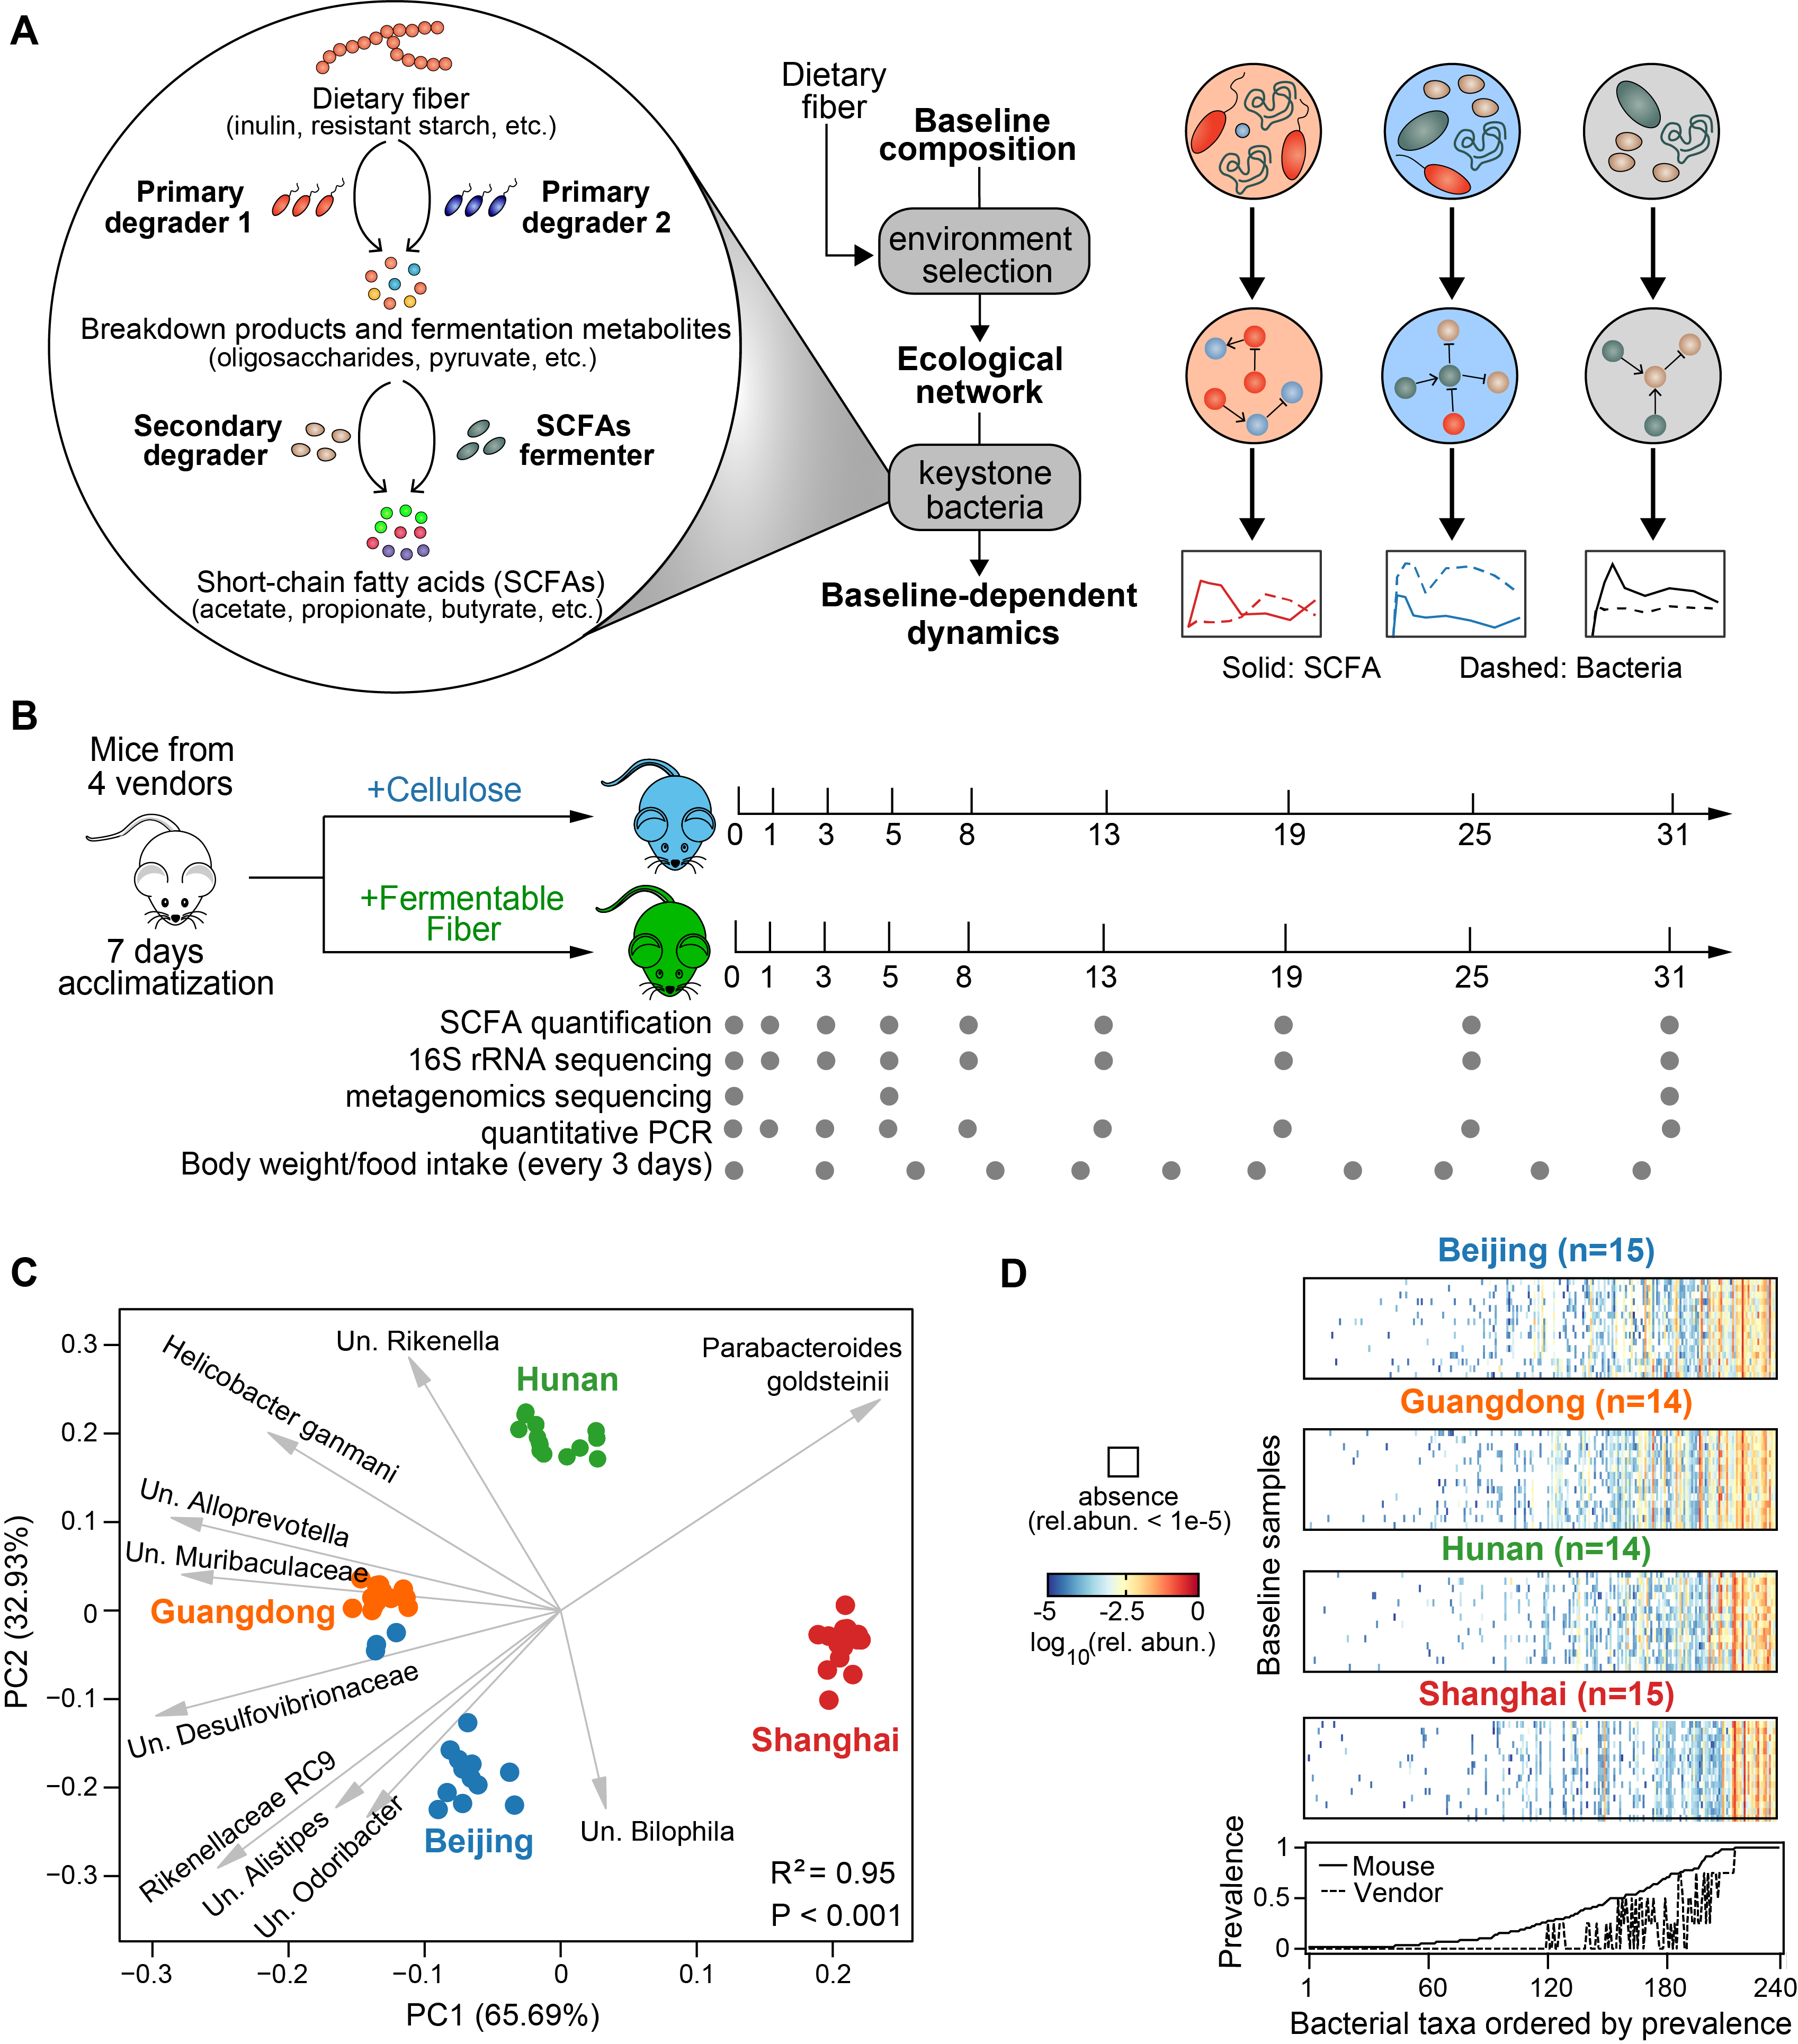 A
Dietary fiber
(inulin, resistant starch, etc.)
Primary
degrader 1
Primary
degrader 2
Breakdown products and fermentation metabolites
(oligosaccharides, pyruvate, etc.)
Secondary
degrader
SCFAs
fermenter
Short-chain fatty acids (SCFAs)
(acetate, propionate, butyrate, etc.)
Dietary
fiber
Baseline
composition
environment
selection
Ecological
network
keystone
bacteria
Baseline-dependent
dynamics
Solid: SCFA
Dashed: Bacteria
B
Mice from
4 vendors
7 days
acclimatization
+Cellulose
0 1 3 5 8 13 19 25 31
+Fermentable
Fiber
0 1 3 5 8 13 19 25 31
SCFA quantification
16S rRNA sequencing
metagenomics sequencing
quantitative PCR
Body weight/food intake (every 3 days)
C
PC2 (32.93%)
0.3
0.2
0.1
0
−0.1
−0.2
−0.3
Un. Rikenella
Helicobacter ganmani
Parabacteroides
goldsteinii
Hunan
Un. Alloprevotella
Un. Muribaculaceae
Guangdong
Un. Desulfovibrionaceae
Shanghai
Rikenellaceae RC9
Un. Alistipes
Un. Odoribacter
Beijing
Un. Bilophila
R²= 0.95
P < 0.001
−0.3 −0.2 −0.1 0 0.1 0.2
PC1 (65.69%)
D
absence
(rel.abun. < 1e-5)
-5 -2.5 0
log10(rel. abun.)
Baseline samples
Beijing (n=15)
Guangdong (n=14)
Hunan (n=14)
Shanghai (n=15)
Prevalence
1
0.5
0
Mouse
Vendor
1 60 120 180 240
Bacterial taxa ordered by prevalence